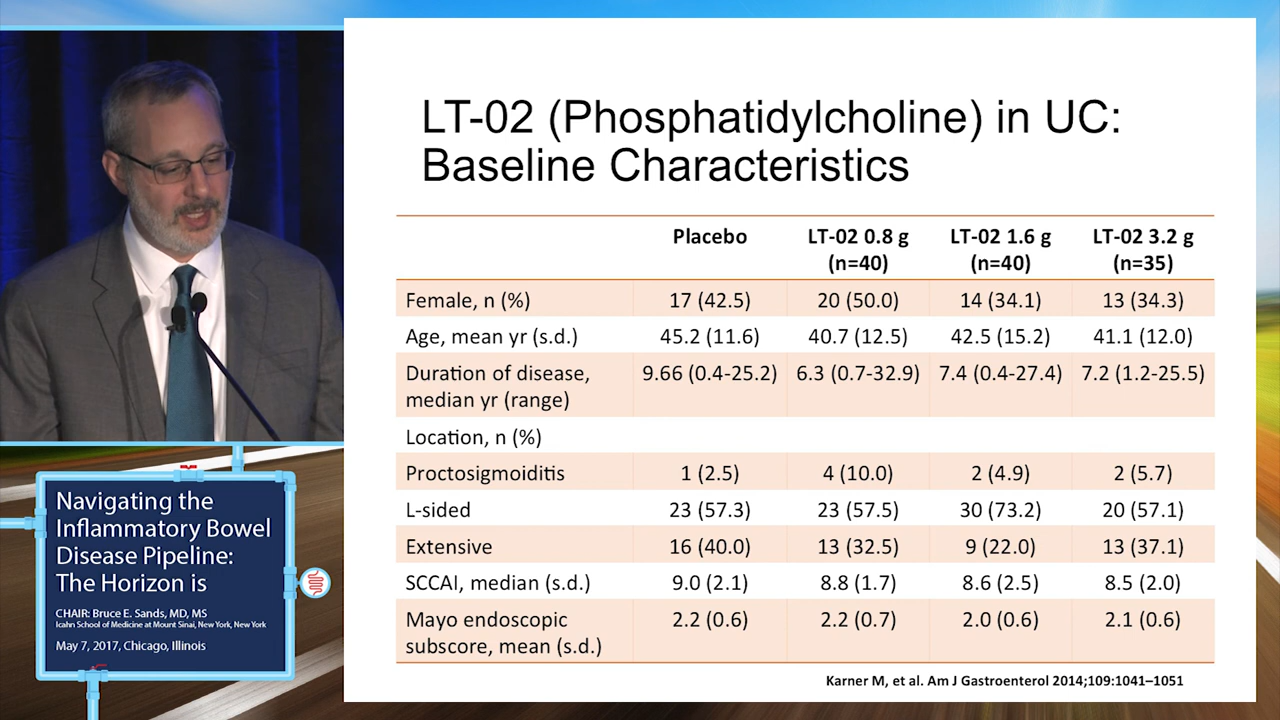 LT-02 (Phosphatidylcholine) in UC:
Baseline Characteristics
Placebo LT-02 0.8 g (n=40) LT-02 1.6 g (n=40) LT-02 3.2 g (n=35)
Female, n (%) 17 (42.5) 20 (50.0) 14 (34.1) 13 (34.3)
Age, mean yr (s.d.) 45.2 (11.6) 40.7 (12.5) 42.5 (15.2) 41.1 (12.0)
Duration of disease, median yr (range) 9.66 (0.4-25.2) 6.3 (0.7-32.9) 7.4 (0.4-27.4) 7.2 (1.2-25.5)
Location, n (%)
Proctosigmoiditis 1 (2.5) 4 (10.0) 2 (4.9) 2 (5.7)
L-sided 23 (57.3) 23 (57.5) 30 (73.2) 20 (57.1)
Extensive 16 (40.0) 13 (32.5) 9 (22.0) 13 (37.1)
SCCAI, median (s.d.) 9.0 (2.1) 8.8 (1.7) 8.6 (2.5) 8.5 (2.0)
Mayo endoscopic subscore, mean (s.d.) 2.2 (0.6) 2.2 (0.7) 2.0 (0.6) 2.1 (0.6)
Karner M, et al. Am J Gastroenterol 2014;109:1041–1051
Navigating the
Inflammatory Bowel
Disease Pipeline:
The Horizon is
CHAIR: Bruce E. Sands, MD, MS
Icahn School of Medicine at Mount Sinai, New York, New York
May 7, 2017, Chicago, Illinois